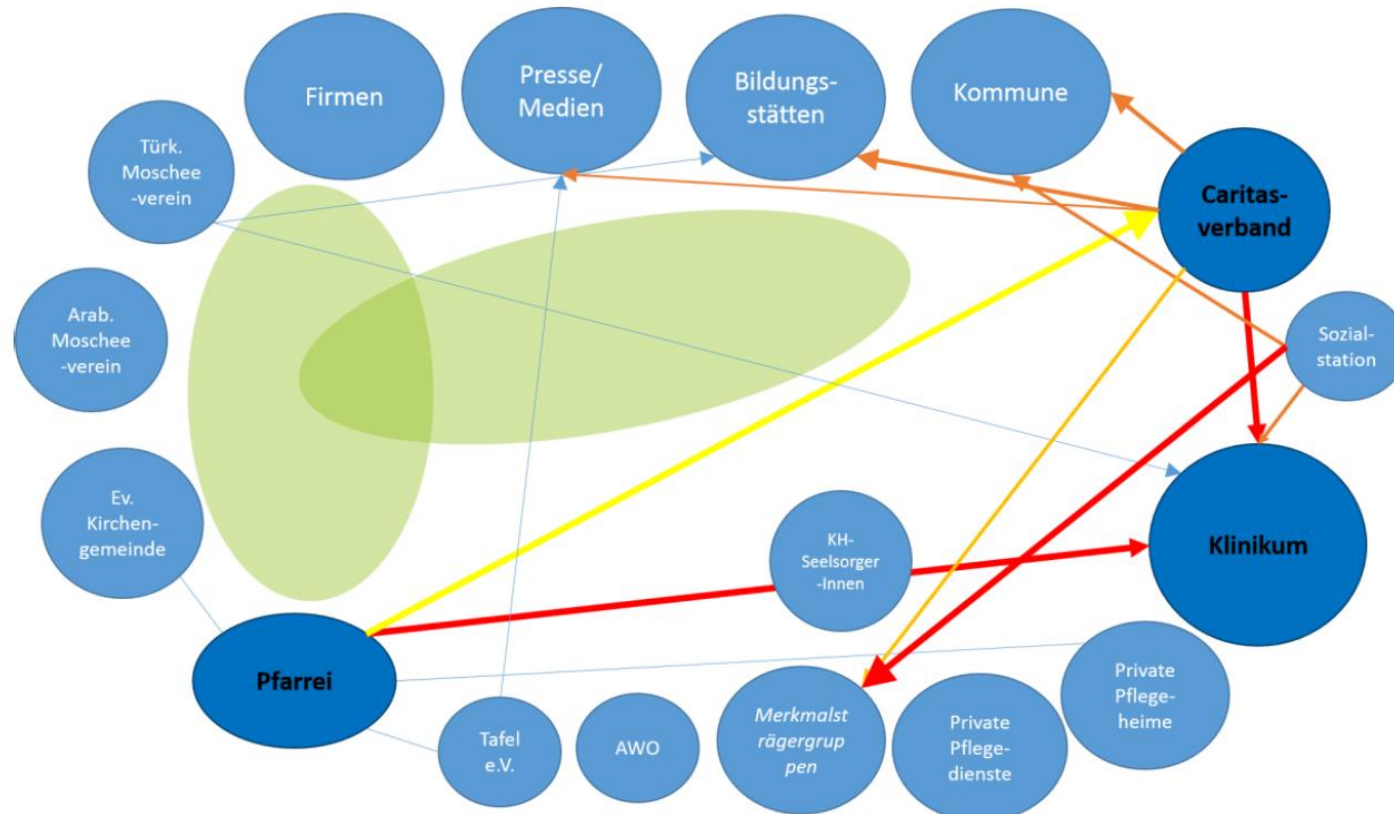 Firmen
Presse/
Medien
Bildungs-
stätten
Kommune
Türk.
Moschee
-verein
Caritas-
verband
Arab.
Moschee
-verein
Sozial-
station
Ev.
Kirchen-
gemeinde
KH-
Seelsorger
-Innen
Klinikum
Pfarrei
Private
Pflege-
heime
Tafel
e.V.
AWO
Merkmalst
rägergrup
pen
Private
Pflege-
dienste